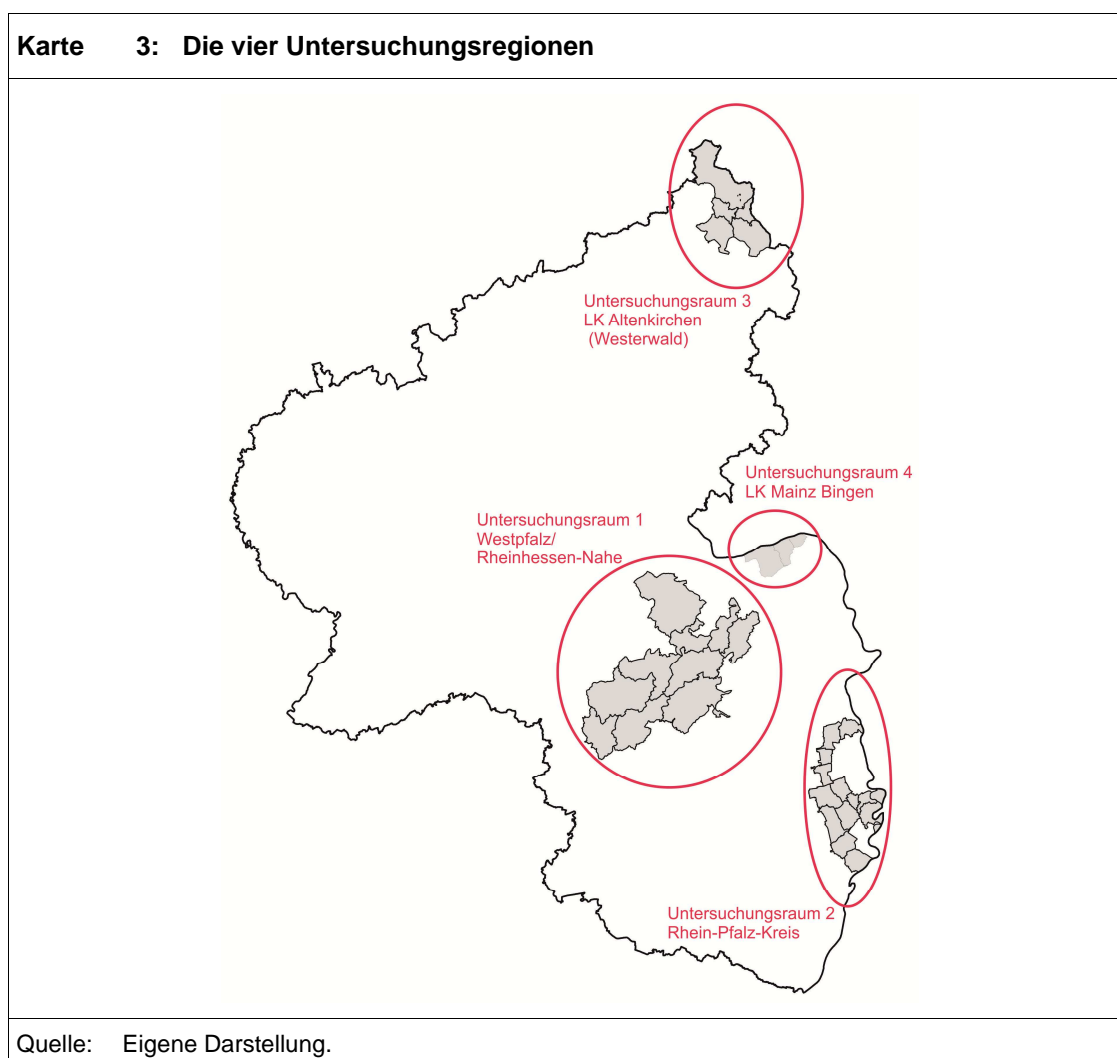 Karte 3: Die vier Untersuchungsregionen
Untersuchungsraum 3
LK Altenkirchen
(Westerwald)
Untersuchungsraum 4
LK Mainz Bingen
Untersuchungsraum 1
Westpfalz/
Rheinhessen-Nahe
Untersuchungsraum 2
Rhein-Pfalz-Kreis
Quelle: Eigene Darstellung.